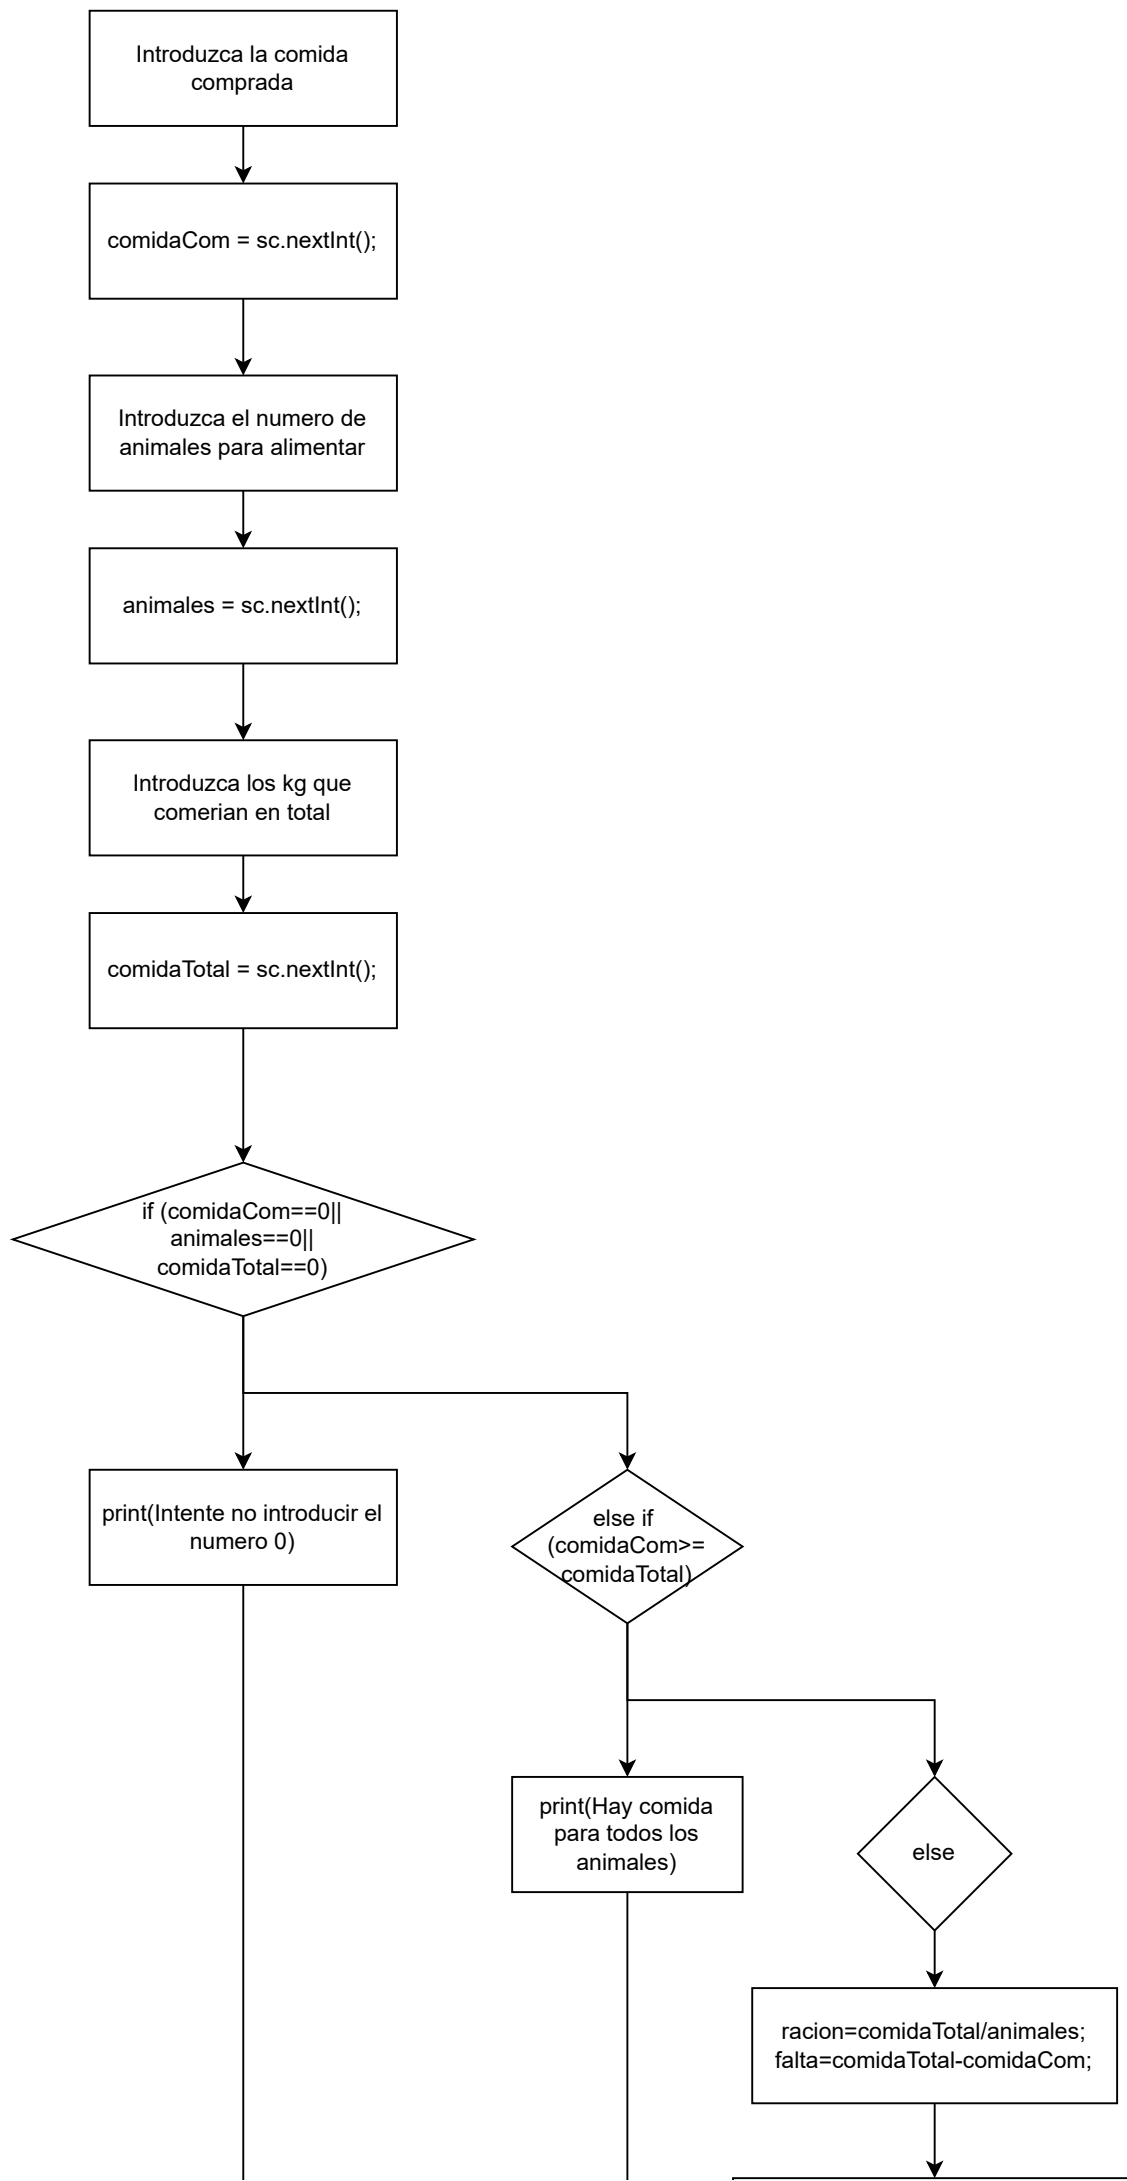 Introduzca la comida
comprada
comidaCom = sc.nextInt();
Introduzca el numero de
animales para alimentar
animales = sc.nextInt();
Introduzca los kg que
comerian en total
comidaTotal = sc.nextInt();
if (comidaCom==0||
animales==0||
comidaTotal==0)
print(Intente no introducir el
numero 0)
else if
(comidaCom>=
comidaTotal)
print(Hay comida
para todos los
animales)
else
racion=comidaTotal/animales;
falta=comidaTotal-comidaCom;